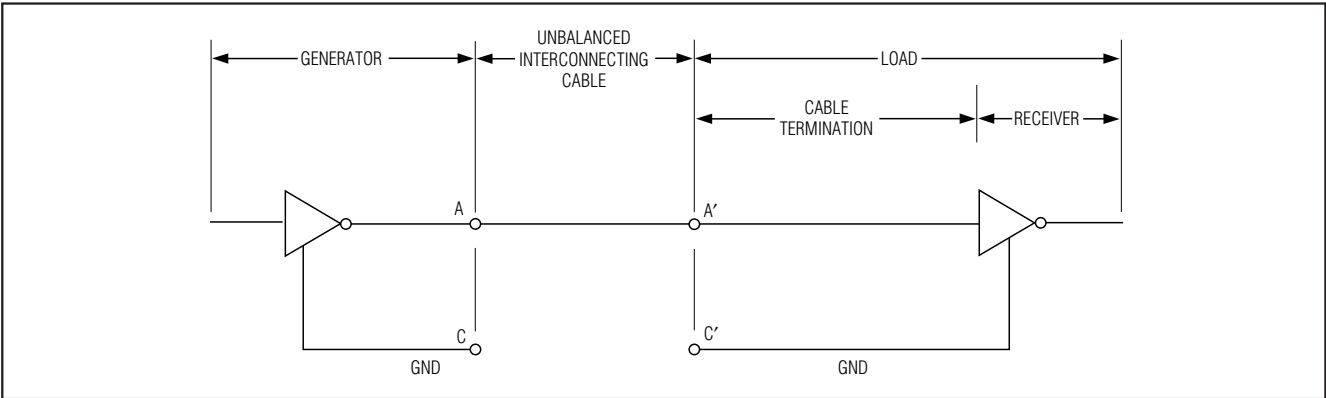 GENERATOR
UNBALANCED
INTERCONNECTING
CABLE
LOAD
CABLE
TERMINATION
RECEIVER
A
A′
C
C′
GND
GND